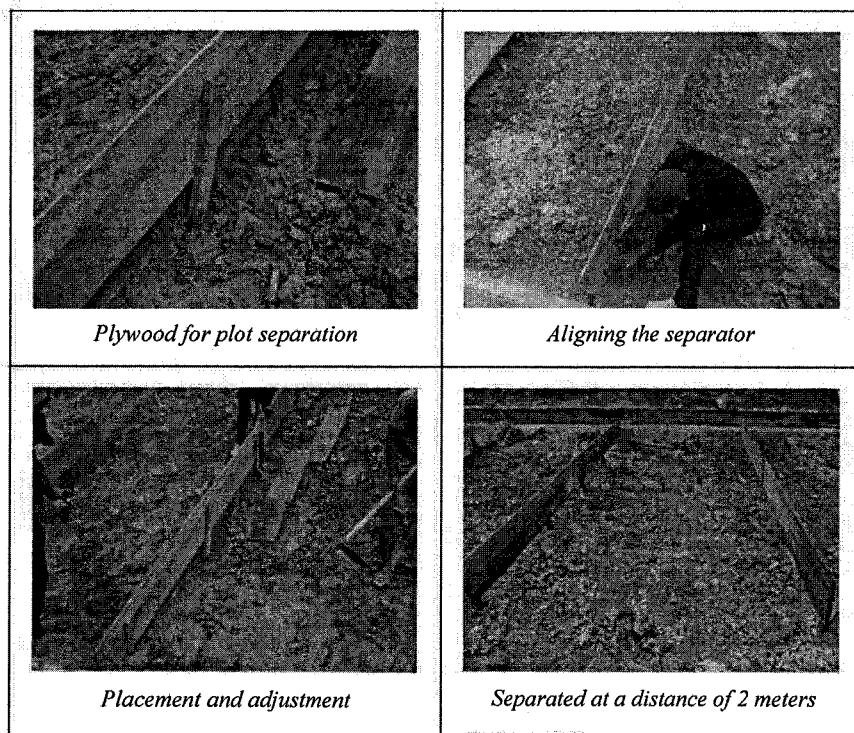 Plywood for plot separation
Aligning the separator
Placement and adjustment
Separated at a distance of 2 meters